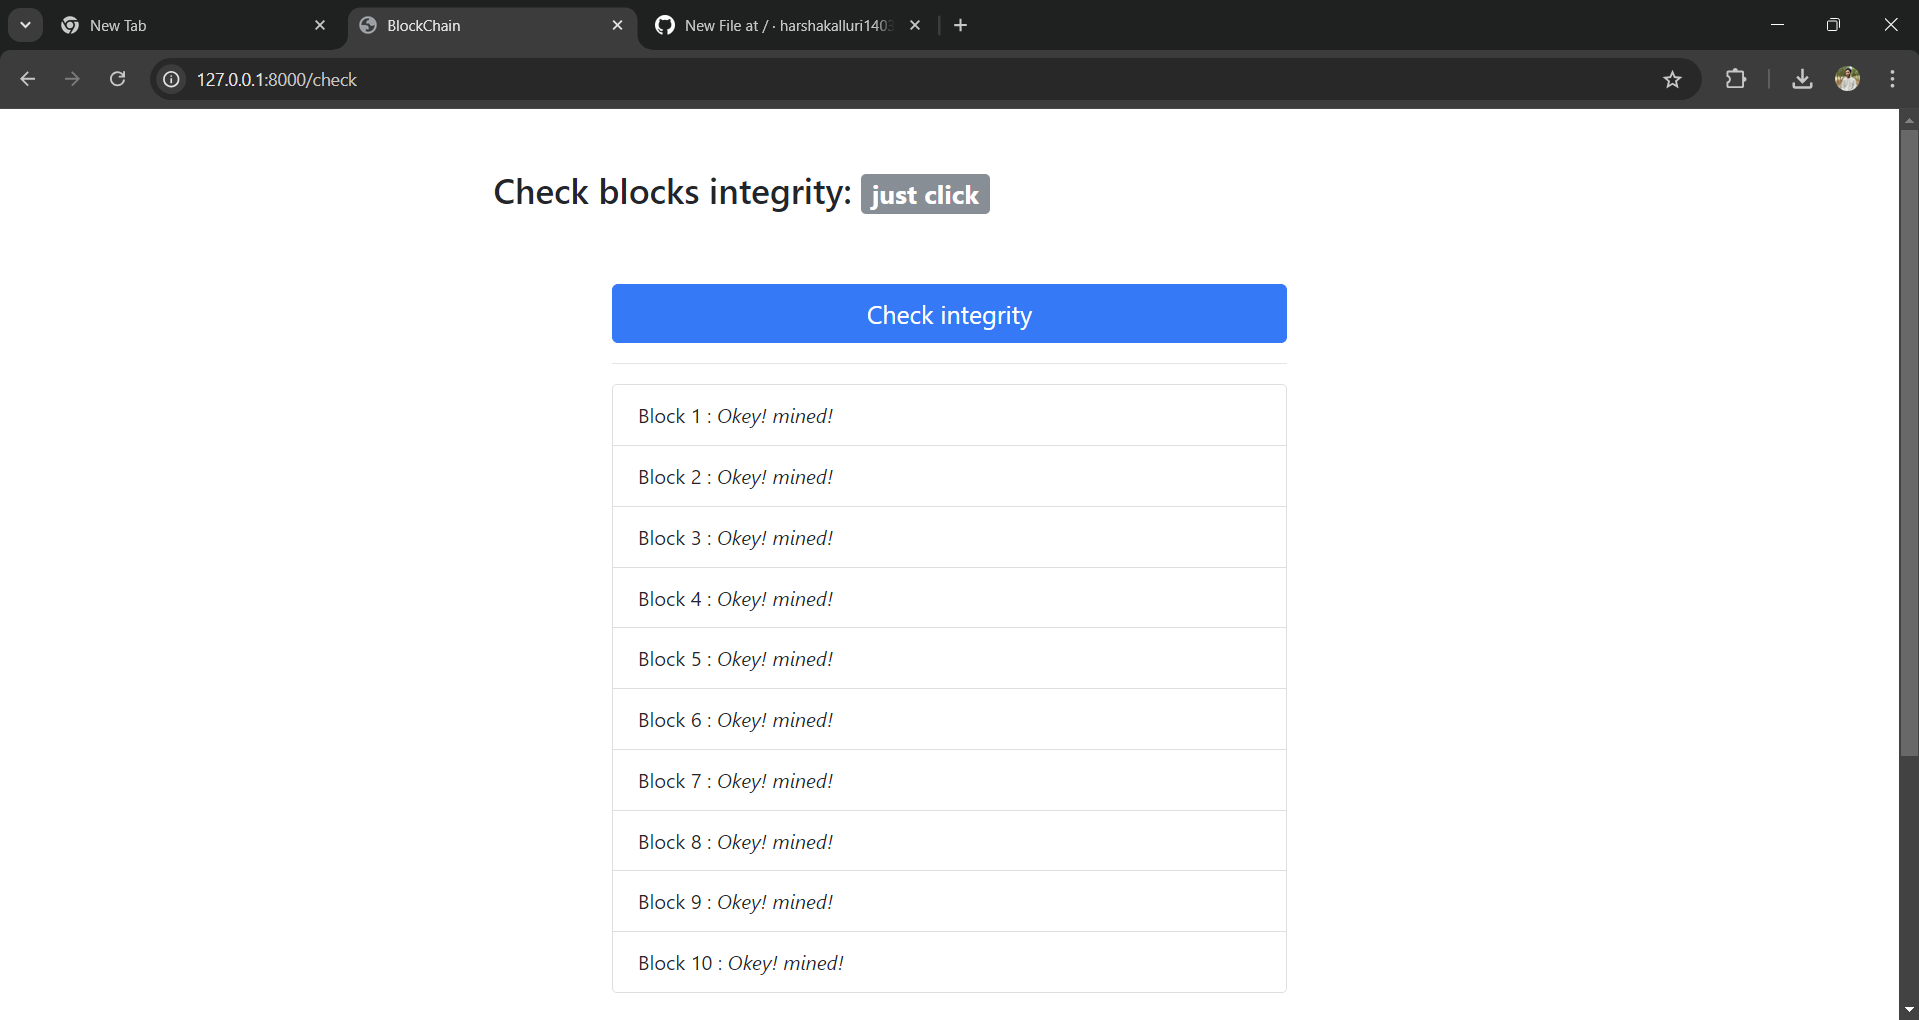 New Tab
BlockChain
New File at / · harshakalluri1403
127.0.0.1:8000/check
Check blocks integrity: just click
Check integrity
Block 1 : Okey! mined!
Block 2 : Okey! mined!
Block 3 : Okey! mined!
Block 4 : Okey! mined!
Block 5 : Okey! mined!
Block 6 : Okey! mined!
Block 7 : Okey! mined!
Block 8 : Okey! mined!
Block 9 : Okey! mined!
Block 10 : Okey! mined!